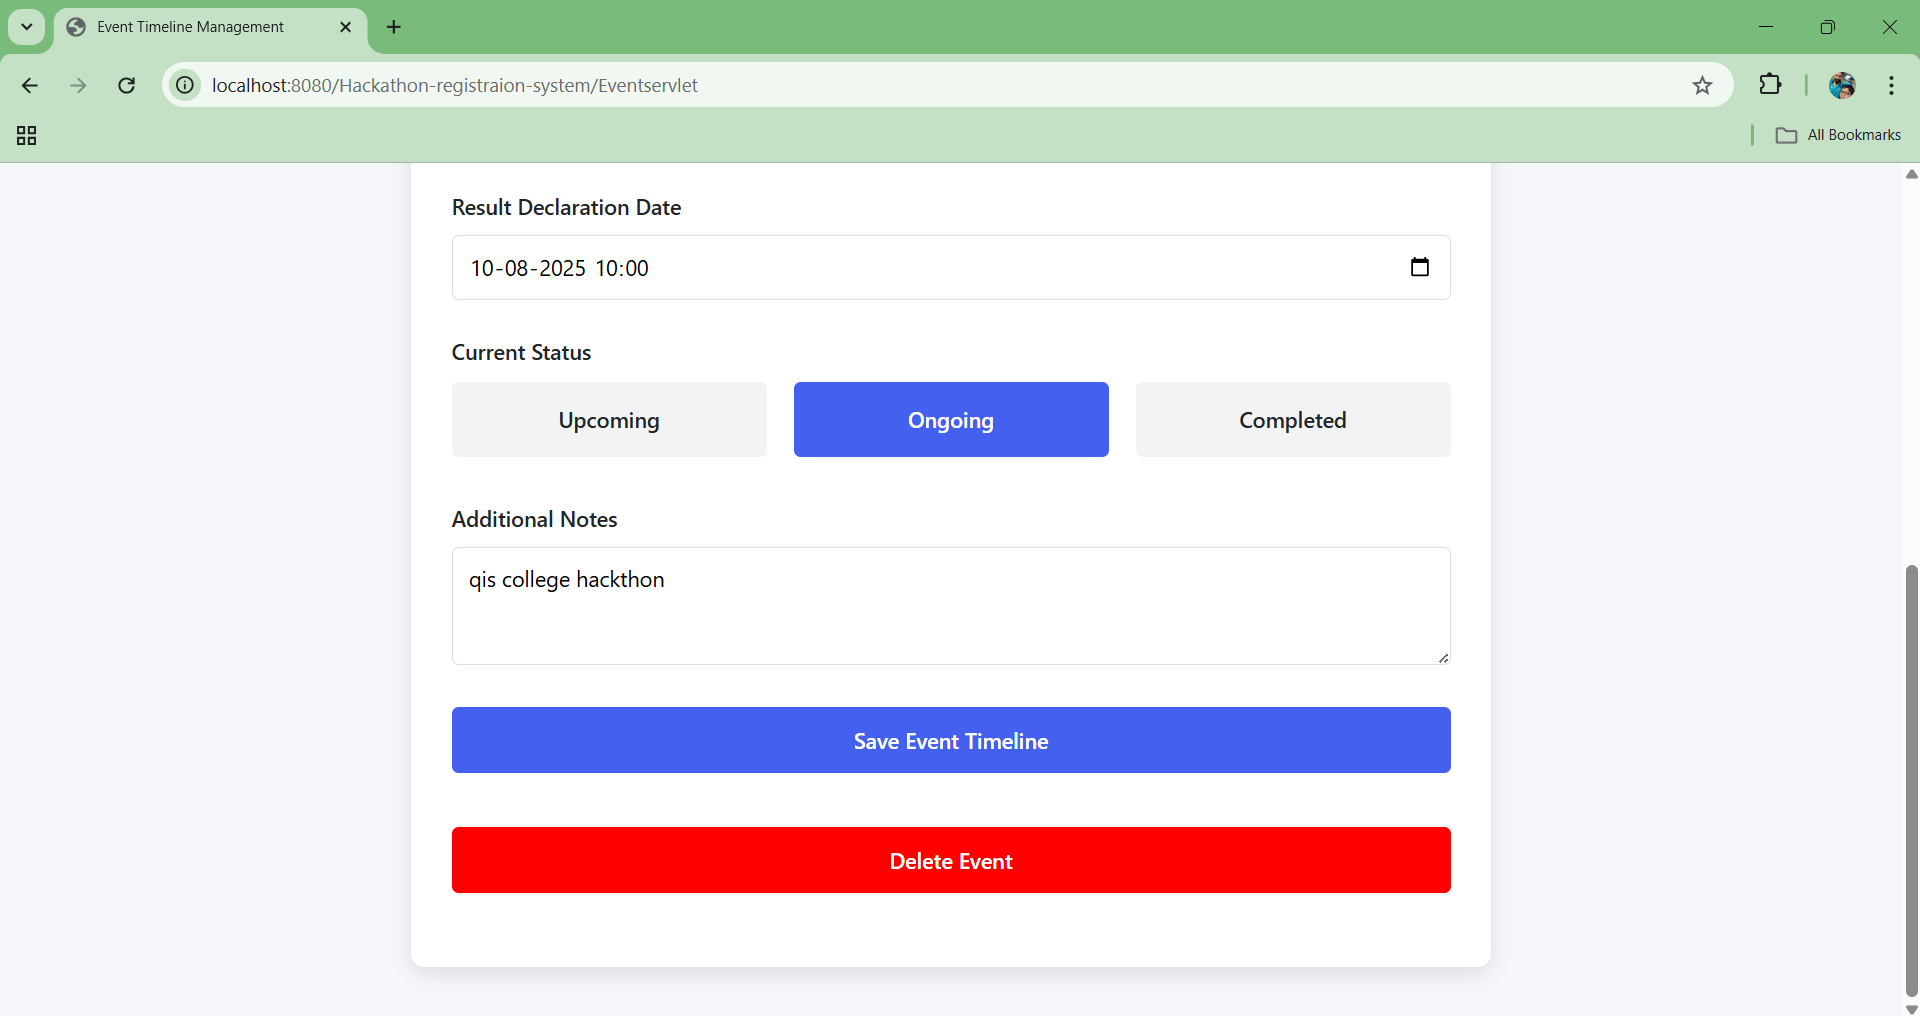 Event Timeline Management
localhost:8080/Hackathon-registraion-system/Eventservlet
All Bookmarks
Result Declaration Date
10-08-2025 10:00
Current Status
Upcoming
Ongoing
Completed
Additional Notes
qis college hackthon
Save Event Timeline
Delete Event